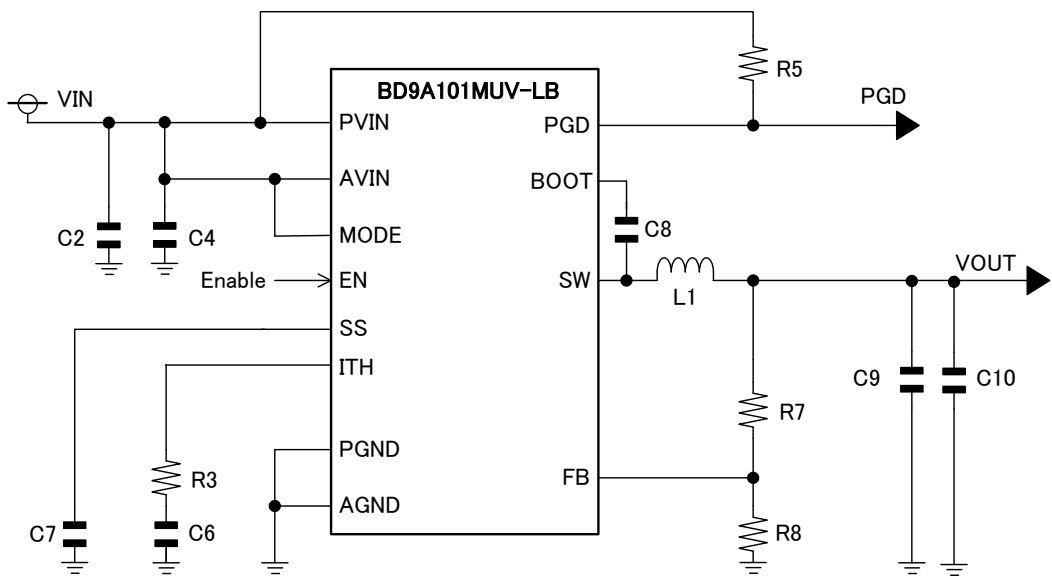 R5
BD9A101MUV-LB
VIN
PGD
PVIN
PGD
AVIN
BOOT
C2
C4
MODE
C8
Enable
EN
SW
VOUT
L1
SS
ITH
C9
C10
R7
PGND
R3
FB
AGND
C7
C6
R8